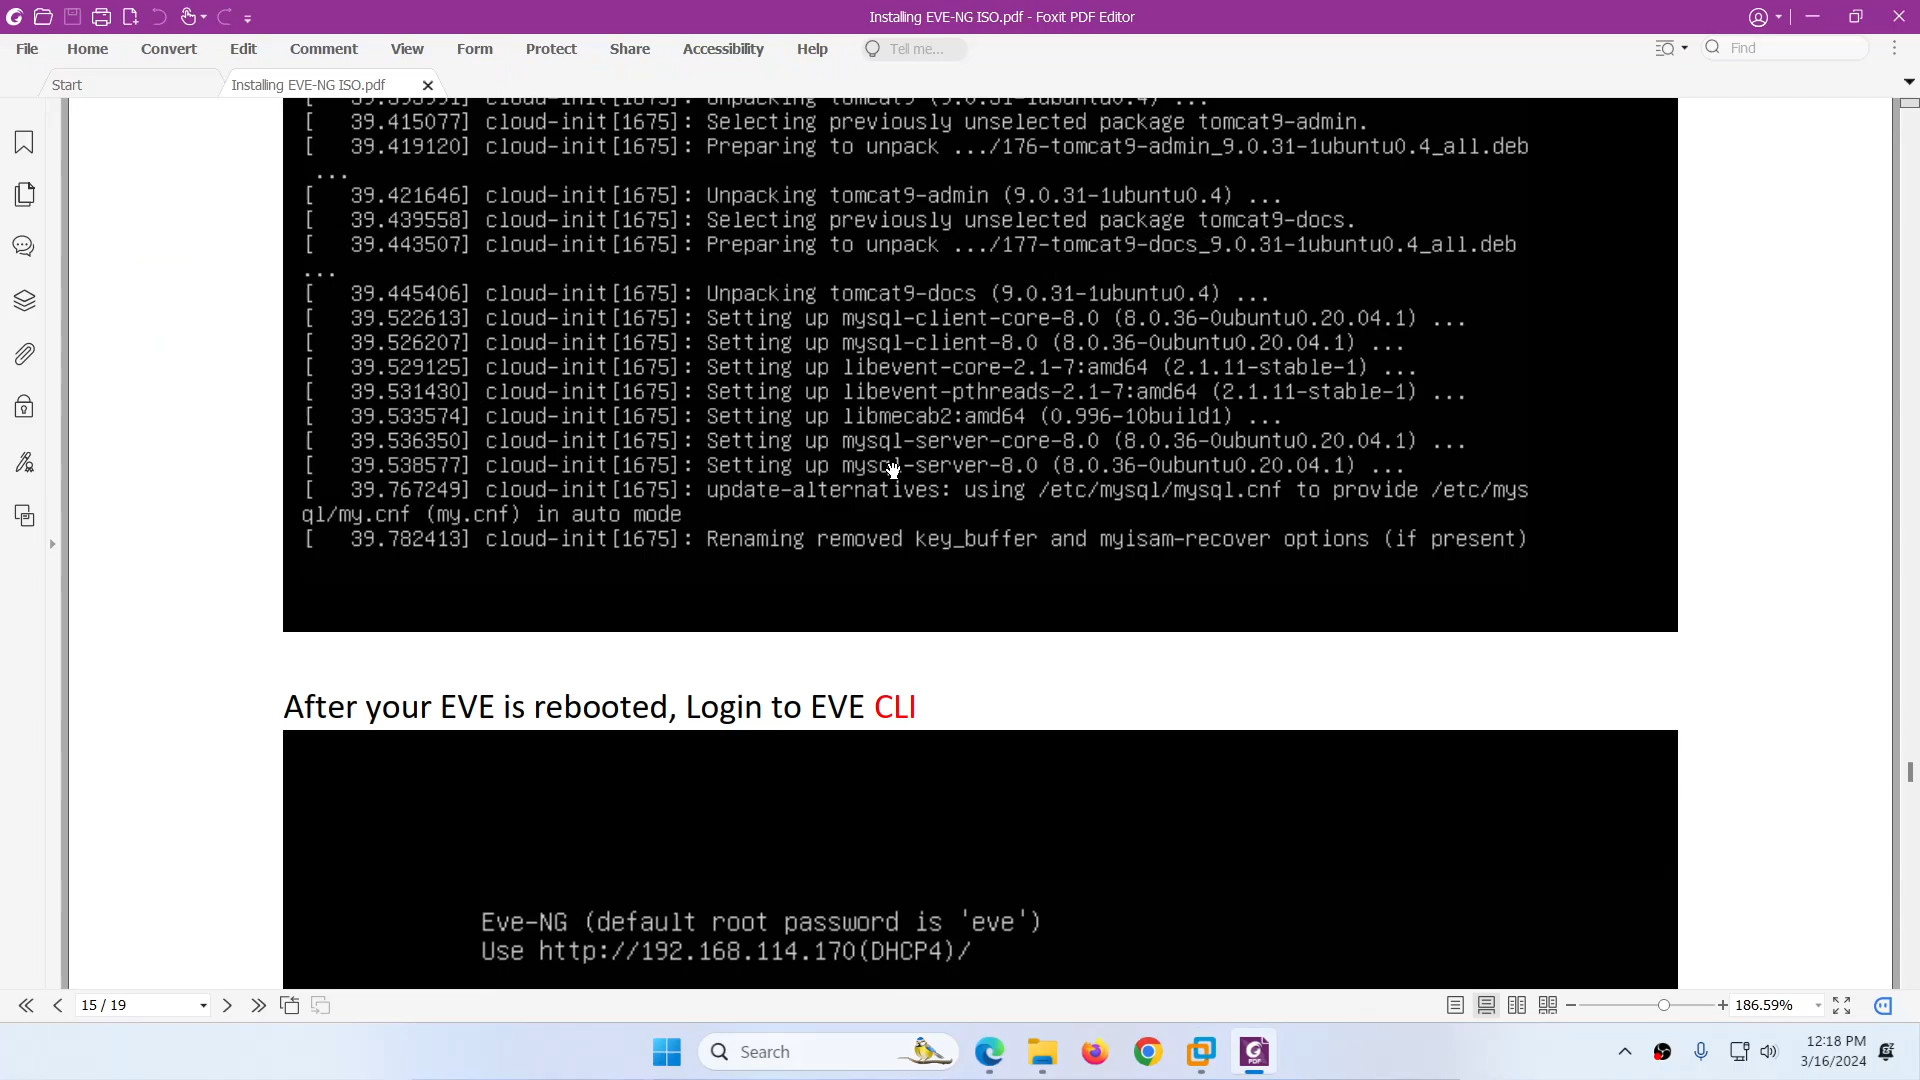 Installing EVE-NG ISO.pdf - Foxit PDF Editor
File Home Convert Edit Comment View Form Protect Share Accessibility Help Tell me... Find
Start Installing EVE-NG ISO.pdf
[ 39.393991] cloud-init[1675]: Unpacking tomcat9 (9.0.31-1ubuntu0.4) ...
[ 39.415077] cloud-init[1675]: Selecting previously unselected package tomcat9-admin.
[ 39.419120] cloud-init[1675]: Preparing to unpack .../176-tomcat9-admin_9.0.31-1ubuntu0.4_all.deb
...
[ 39.421646] cloud-init[1675]: Unpacking tomcat9-admin (9.0.31-1ubuntu0.4) ...
[ 39.439558] cloud-init[1675]: Selecting previously unselected package tomcat9-docs.
[ 39.443507] cloud-init[1675]: Preparing to unpack .../177-tomcat9-docs_9.0.31-1ubuntu0.4_all.deb
...
[ 39.445406] cloud-init[1675]: Unpacking tomcat9-docs (9.0.31-1ubuntu0.4) ...
[ 39.522613] cloud-init[1675]: Setting up mysql-client-core-8.0 (8.0.36-0ubuntu0.20.04.1) ...
[ 39.526207] cloud-init[1675]: Setting up mysql-client-8.0 (8.0.36-0ubuntu0.20.04.1) ...
[ 39.529125] cloud-init[1675]: Setting up libevent-core-2.1-7:amd64 (2.1.11-stable-1) ...
[ 39.531430] cloud-init[1675]: Setting up libevent-pthreads-2.1-7:amd64 (2.1.11-stable-1) ...
[ 39.533574] cloud-init[1675]: Setting up libmecab2:amd64 (0.996-10build1) ...
[ 39.536350] cloud-init[1675]: Setting up mysql-server-core-8.0 (8.0.36-0ubuntu0.20.04.1) ...
[ 39.538577] cloud-init[1675]: Setting up mysql-server-8.0 (8.0.36-0ubuntu0.20.04.1) ...
[ 39.767249] cloud-init[1675]: update-alternatives: using /etc/mysql/mysql.cnf to provide /etc/mys
ql/my.cnf (my.cnf) in auto mode
[ 39.782413] cloud-init[1675]: Renaming removed key_buffer and myisam-recover options (if present)
After your EVE is rebooted, Login to EVE CLI
Eve-NG (default root password is 'eve')
Use http://192.168.114.170(DHCP4)/
15 / 19 186.59%
Search
12:18 PM
3/16/2024